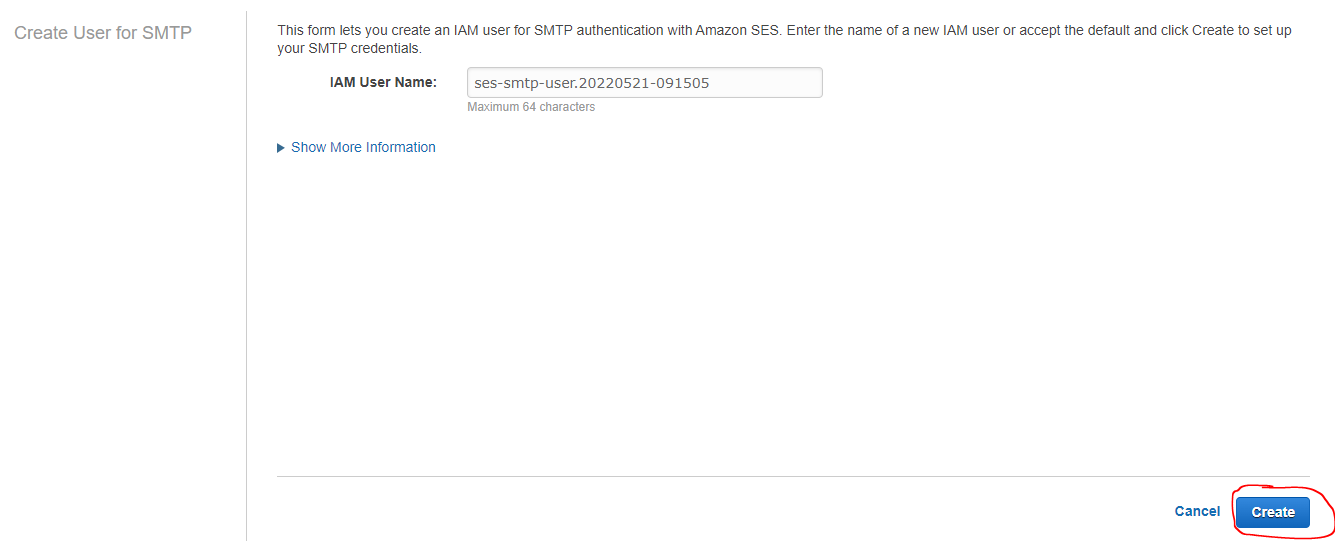 Create User for SMTP
This form lets you create an IAM user for SMTP authentication with Amazon SES. Enter the name of a new IAM user or accept the default and click Create to set up
your SMTP credentials.
IAM User Name: ses-smtp-user.20220521-091505
Maximum 64 characters
Show More Information
Cancel Create